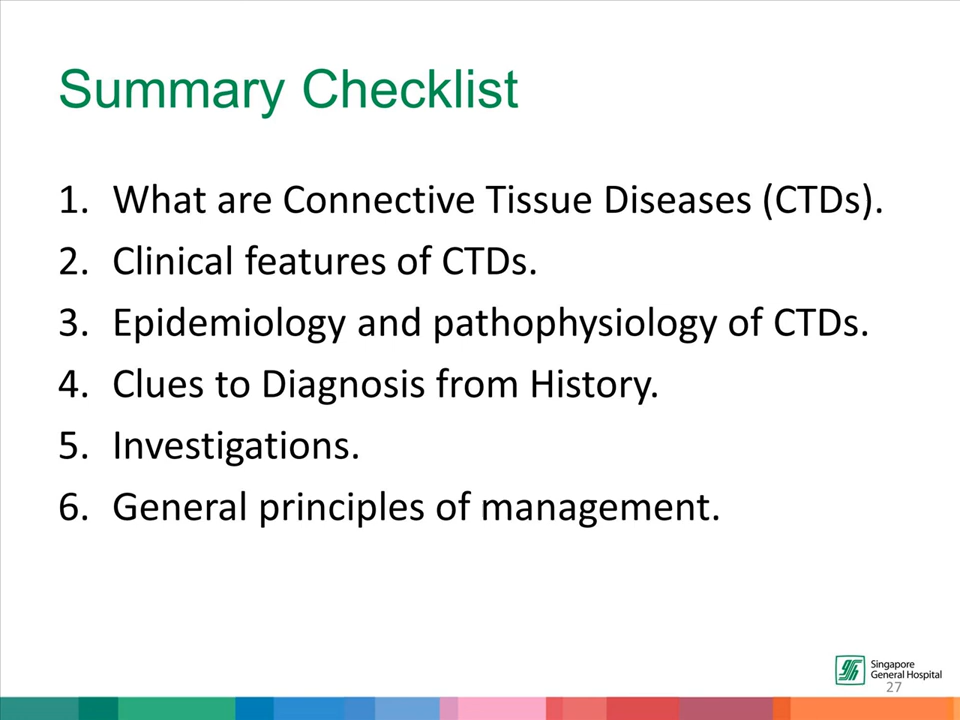 Summary Checklist
1. What are Connective Tissue Diseases (CTDs).
2. Clinical features of CTDs.
3. Epidemiology and pathophysiology of CTDs.
4. Clues to Diagnosis from History.
5. Investigations.
6. General principles of management.
Singapore
General Hospital
27